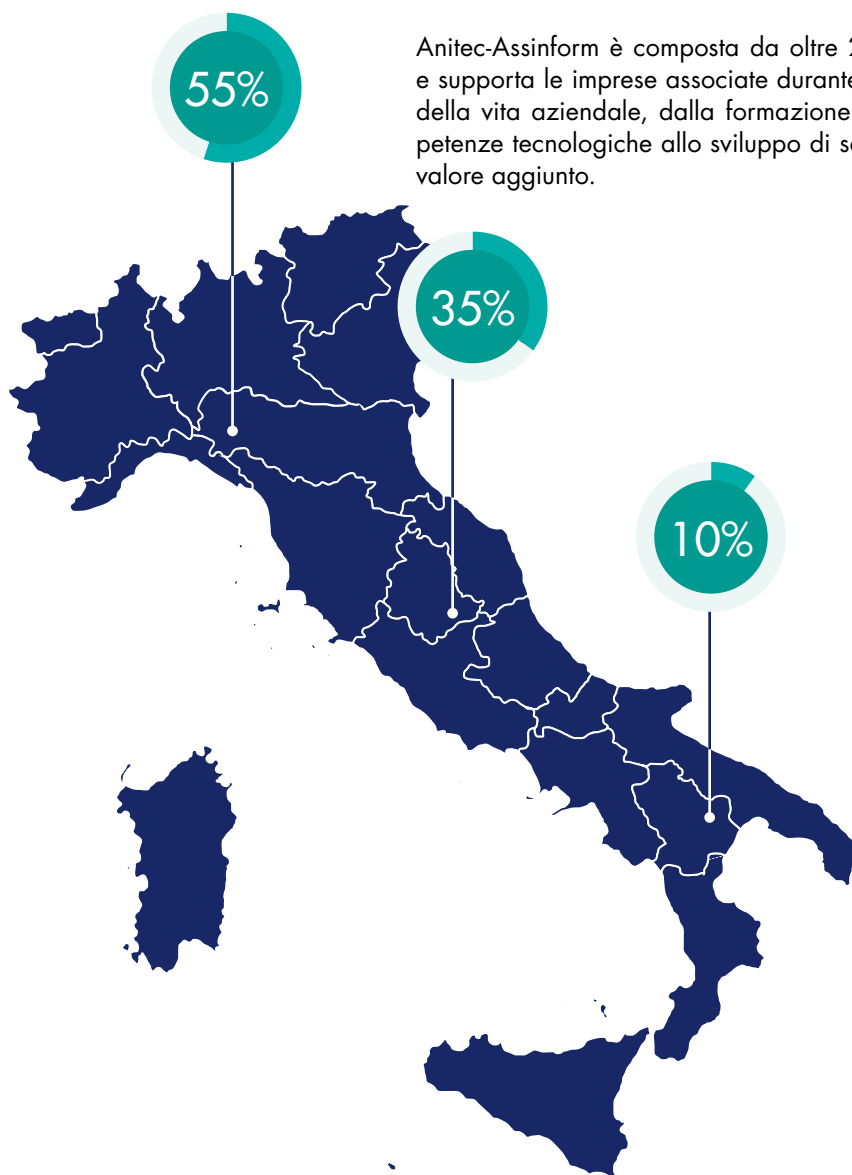 Anitec-Assinform è composta da oltre
e supporta le imprese associate durante
della vita aziendale, dalla formazione
petenze tecnologiche allo sviluppo di
valore aggiunto.
55%
35%
10%